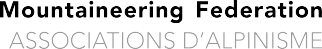 Mountaineering Federation
ASSOCIATIONS D'ALPINISME